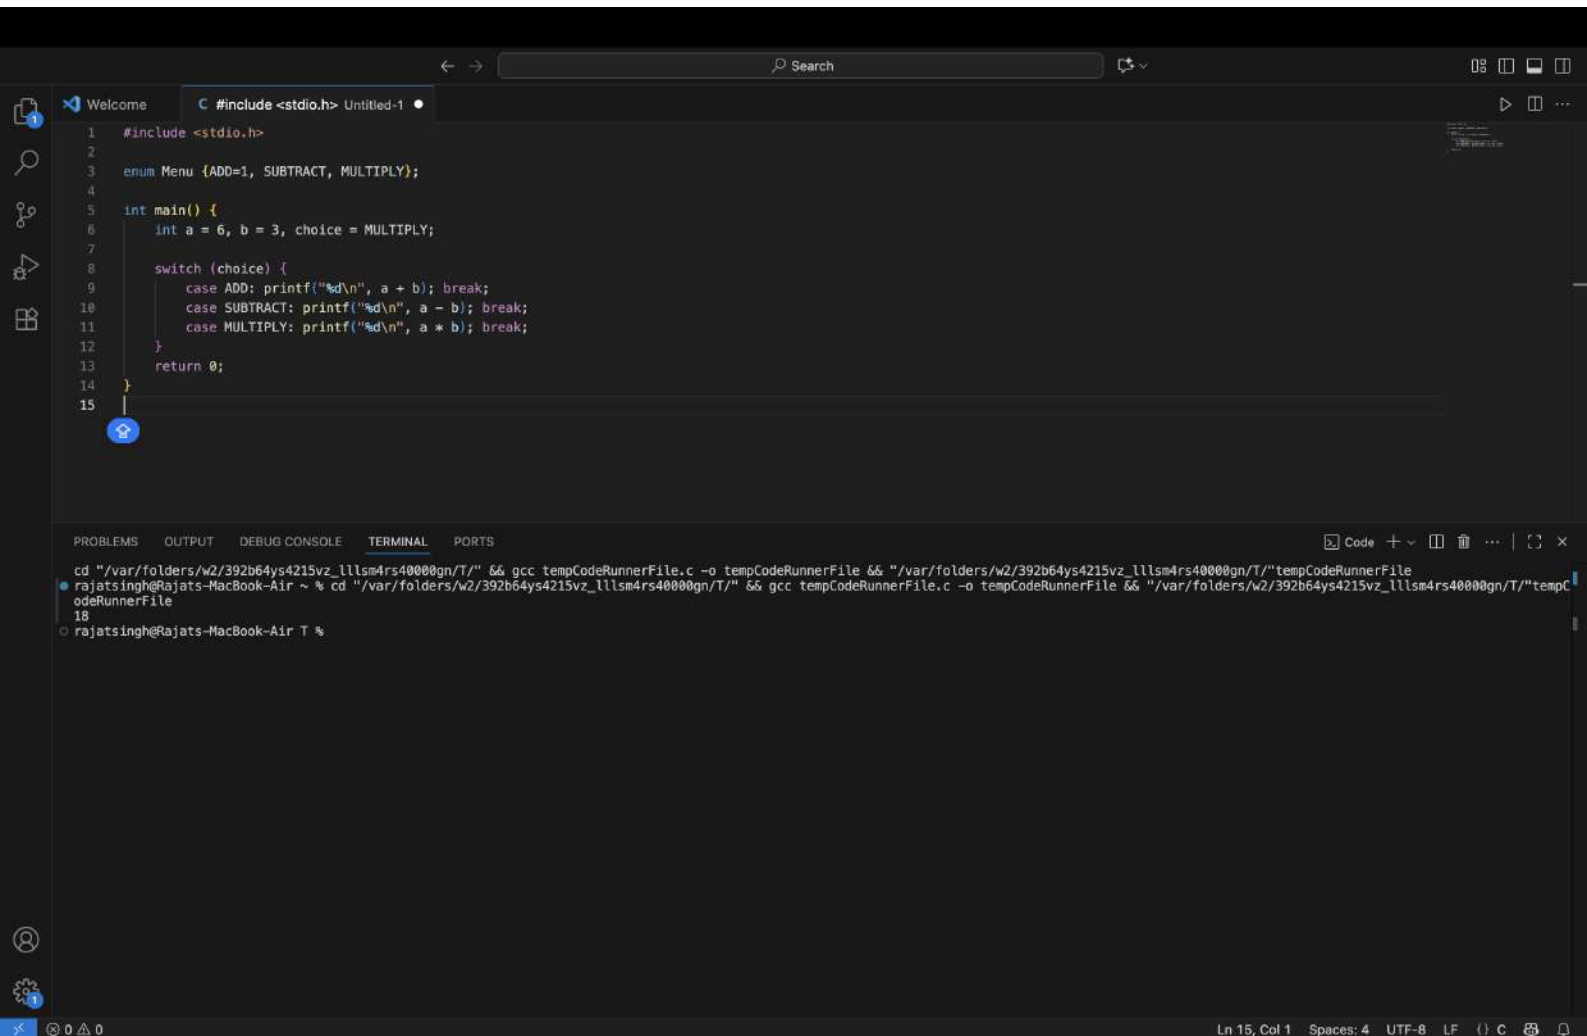 Search
Welcome
C #include <stdio.h> Untitled-1
1 #include <stdio.h>
2
3 enum Menu {ADD=1, SUBTRACT, MULTIPLY};
4
5 int main() {
6     int a = 6, b = 3, choice = MULTIPLY;
7
8     switch (choice) {
9         case ADD: printf("%d\n", a + b); break;
10         case SUBTRACT: printf("%d\n", a - b); break;
11         case MULTIPLY: printf("%d\n", a * b); break;
12     }
13     return 0;
14 }
15
PROBLEMS OUTPUT DEBUG CONSOLE TERMINAL PORTS
Code
cd "/var/folders/w2/392b64ys4215vz_lllsm4rs40000gn/T/" && gcc tempCodeRunnerFile.c -o tempCodeRunnerFile && "/var/folders/w2/392b64ys4215vz_lllsm4rs40000gn/T/"tempCodeRunnerFile
rajatsingh@Rajats-MacBook-Air ~ % cd "/var/folders/w2/392b64ys4215vz_lllsm4rs40000gn/T/" && gcc tempCodeRunnerFile.c -o tempCodeRunnerFile && "/var/folders/w2/392b64ys4215vz_lllsm4rs40000gn/T/"tempC
odeRunnerFile
18
rajatsingh@Rajats-MacBook-Air T %
1
1
0 0
Ln 15, Col 1 Spaces: 4 UTF-8 LF {} C